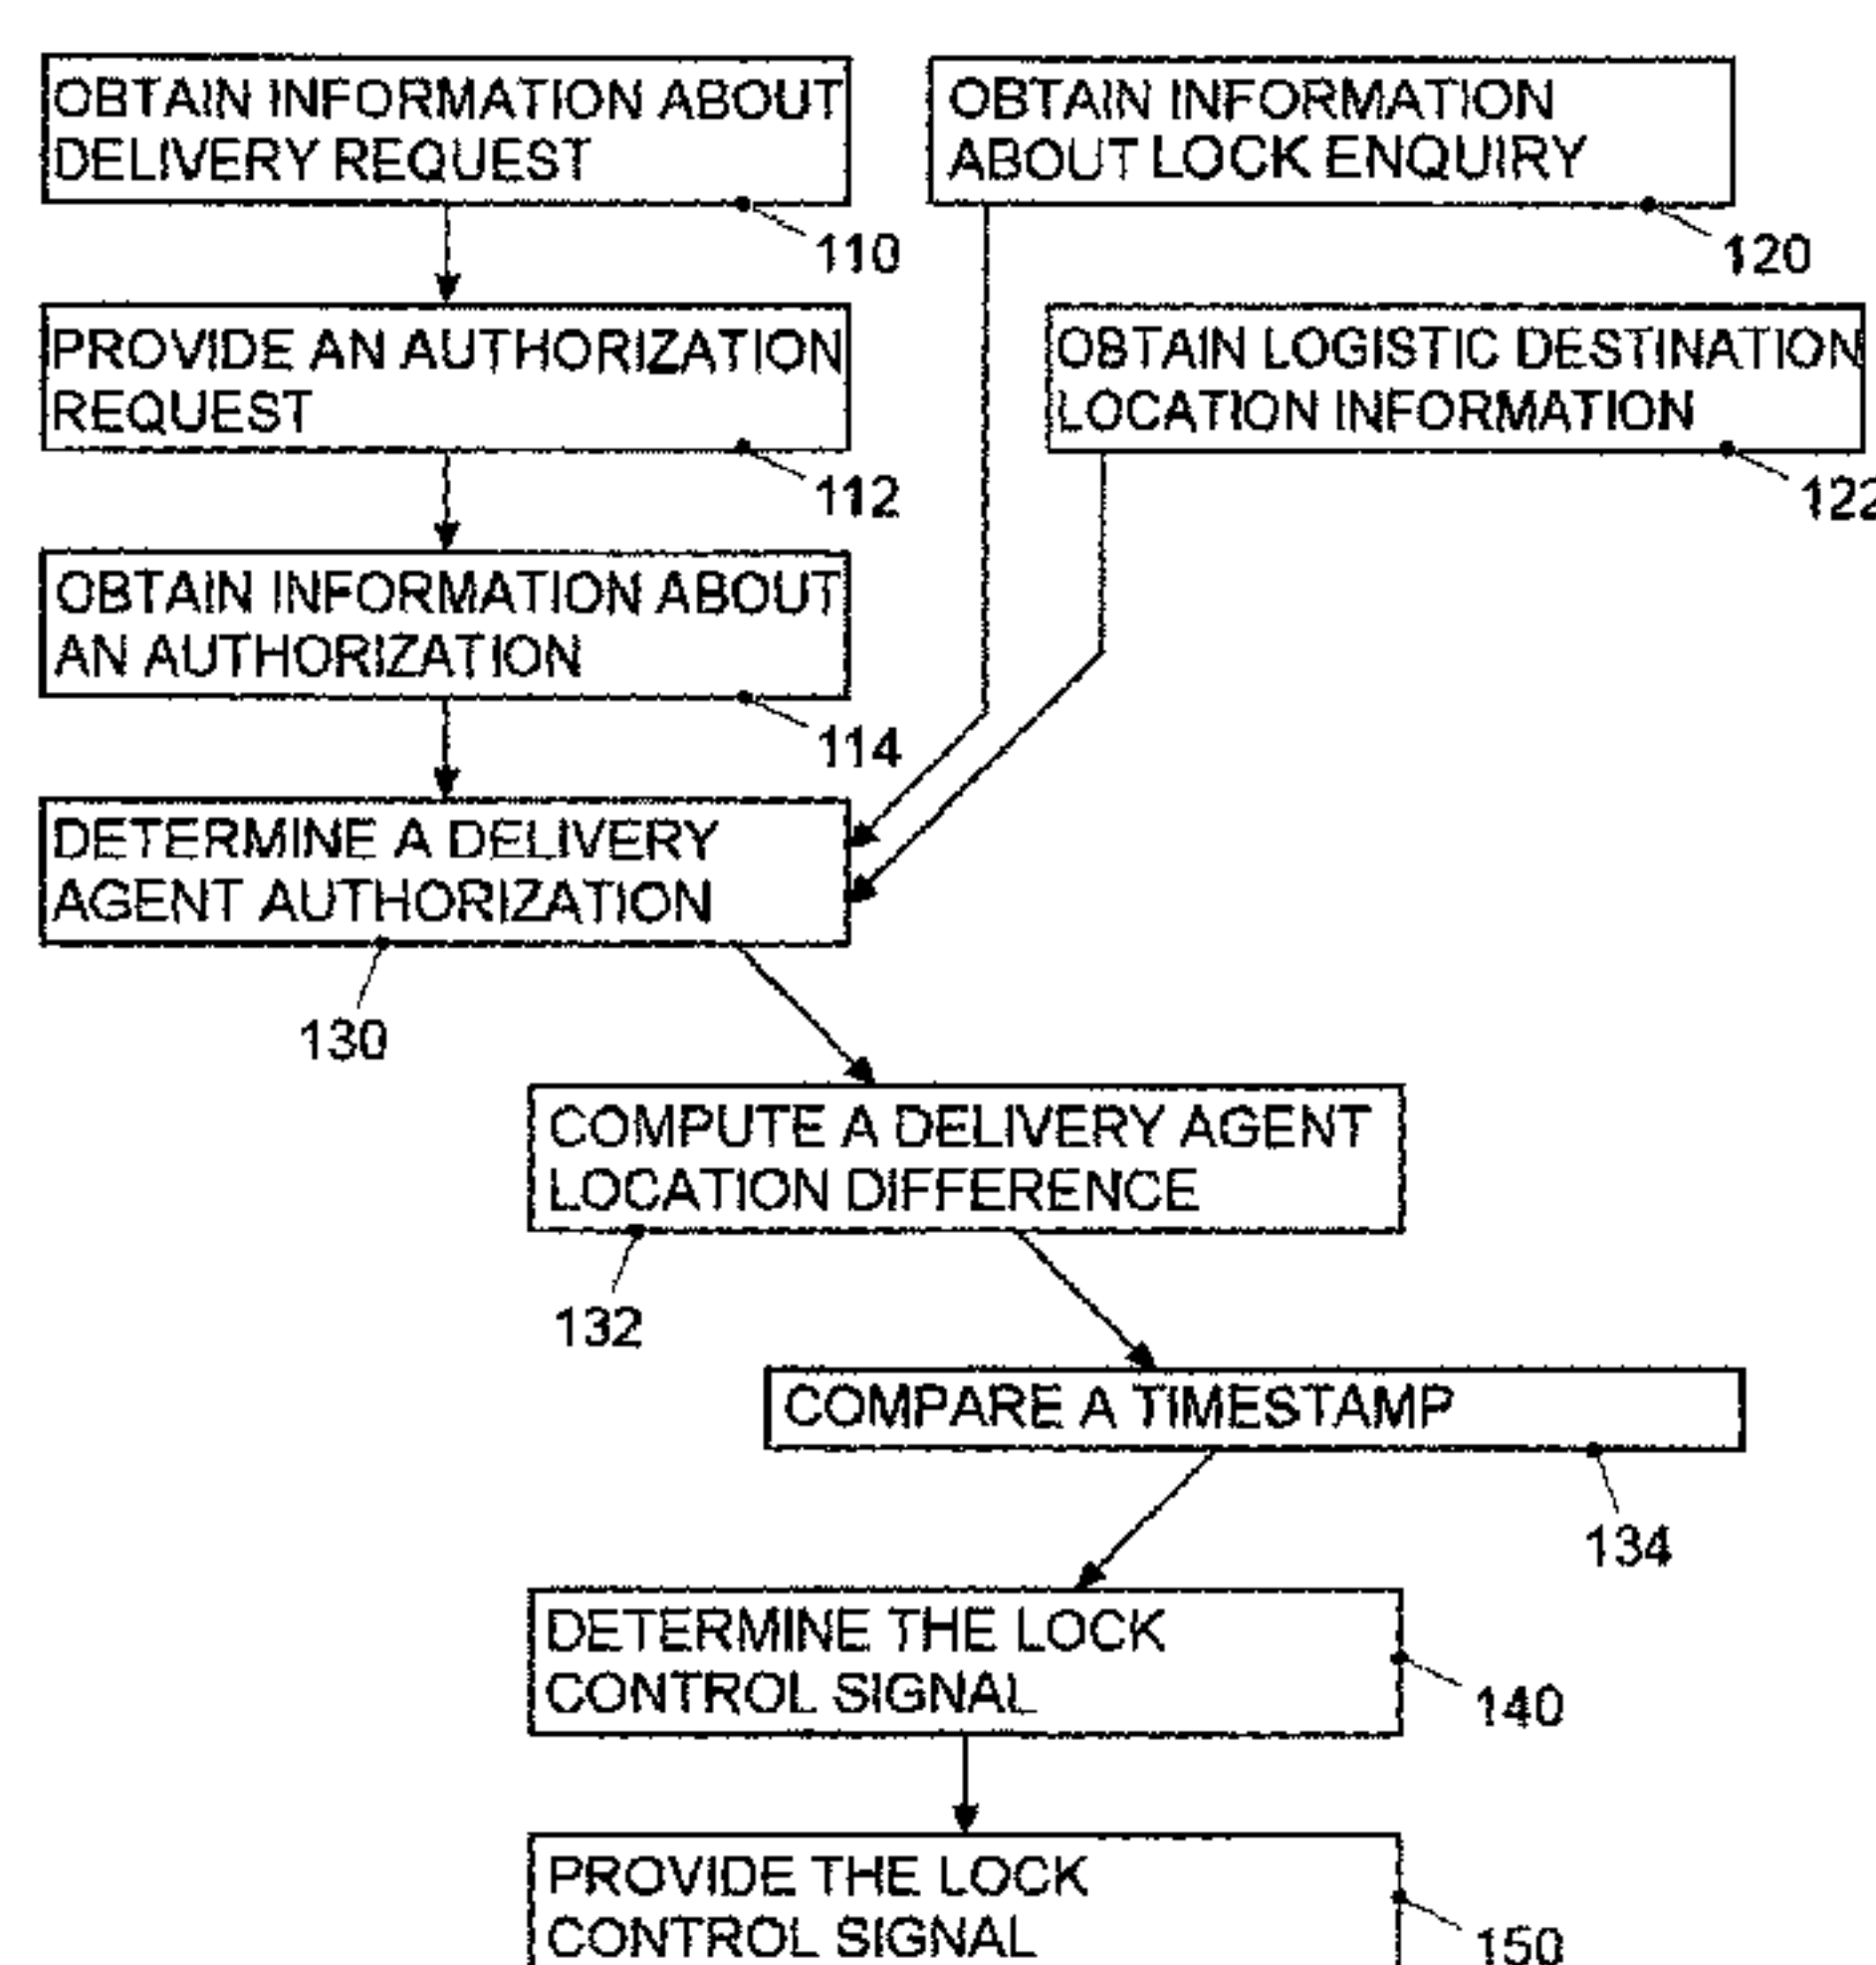 OBTAIN INFORMATION ABOUT
DELIVERY REQUEST
110
OBTAIN INFORMATION
ABOUT LOCK ENQUIRY
120
PROVIDE AN AUTHORIZATION
REQUEST
112
OBTAIN LOGISTIC DESTINATION
LOCATION INFORMATION
122
OBTAIN INFORMATION ABOUT
AN AUTHORIZATION
114
DETERMINE A DELIVERY
AGENT AUTHORIZATION
130
COMPUTE A DELIVERY AGENT
LOCATION DIFFERENCE
132
COMPARE A TIMESTAMP
134
DETERMINE THE LOCK
CONTROL SIGNAL
140
PROVIDE THE LOCK
CONTROL SIGNAL
150